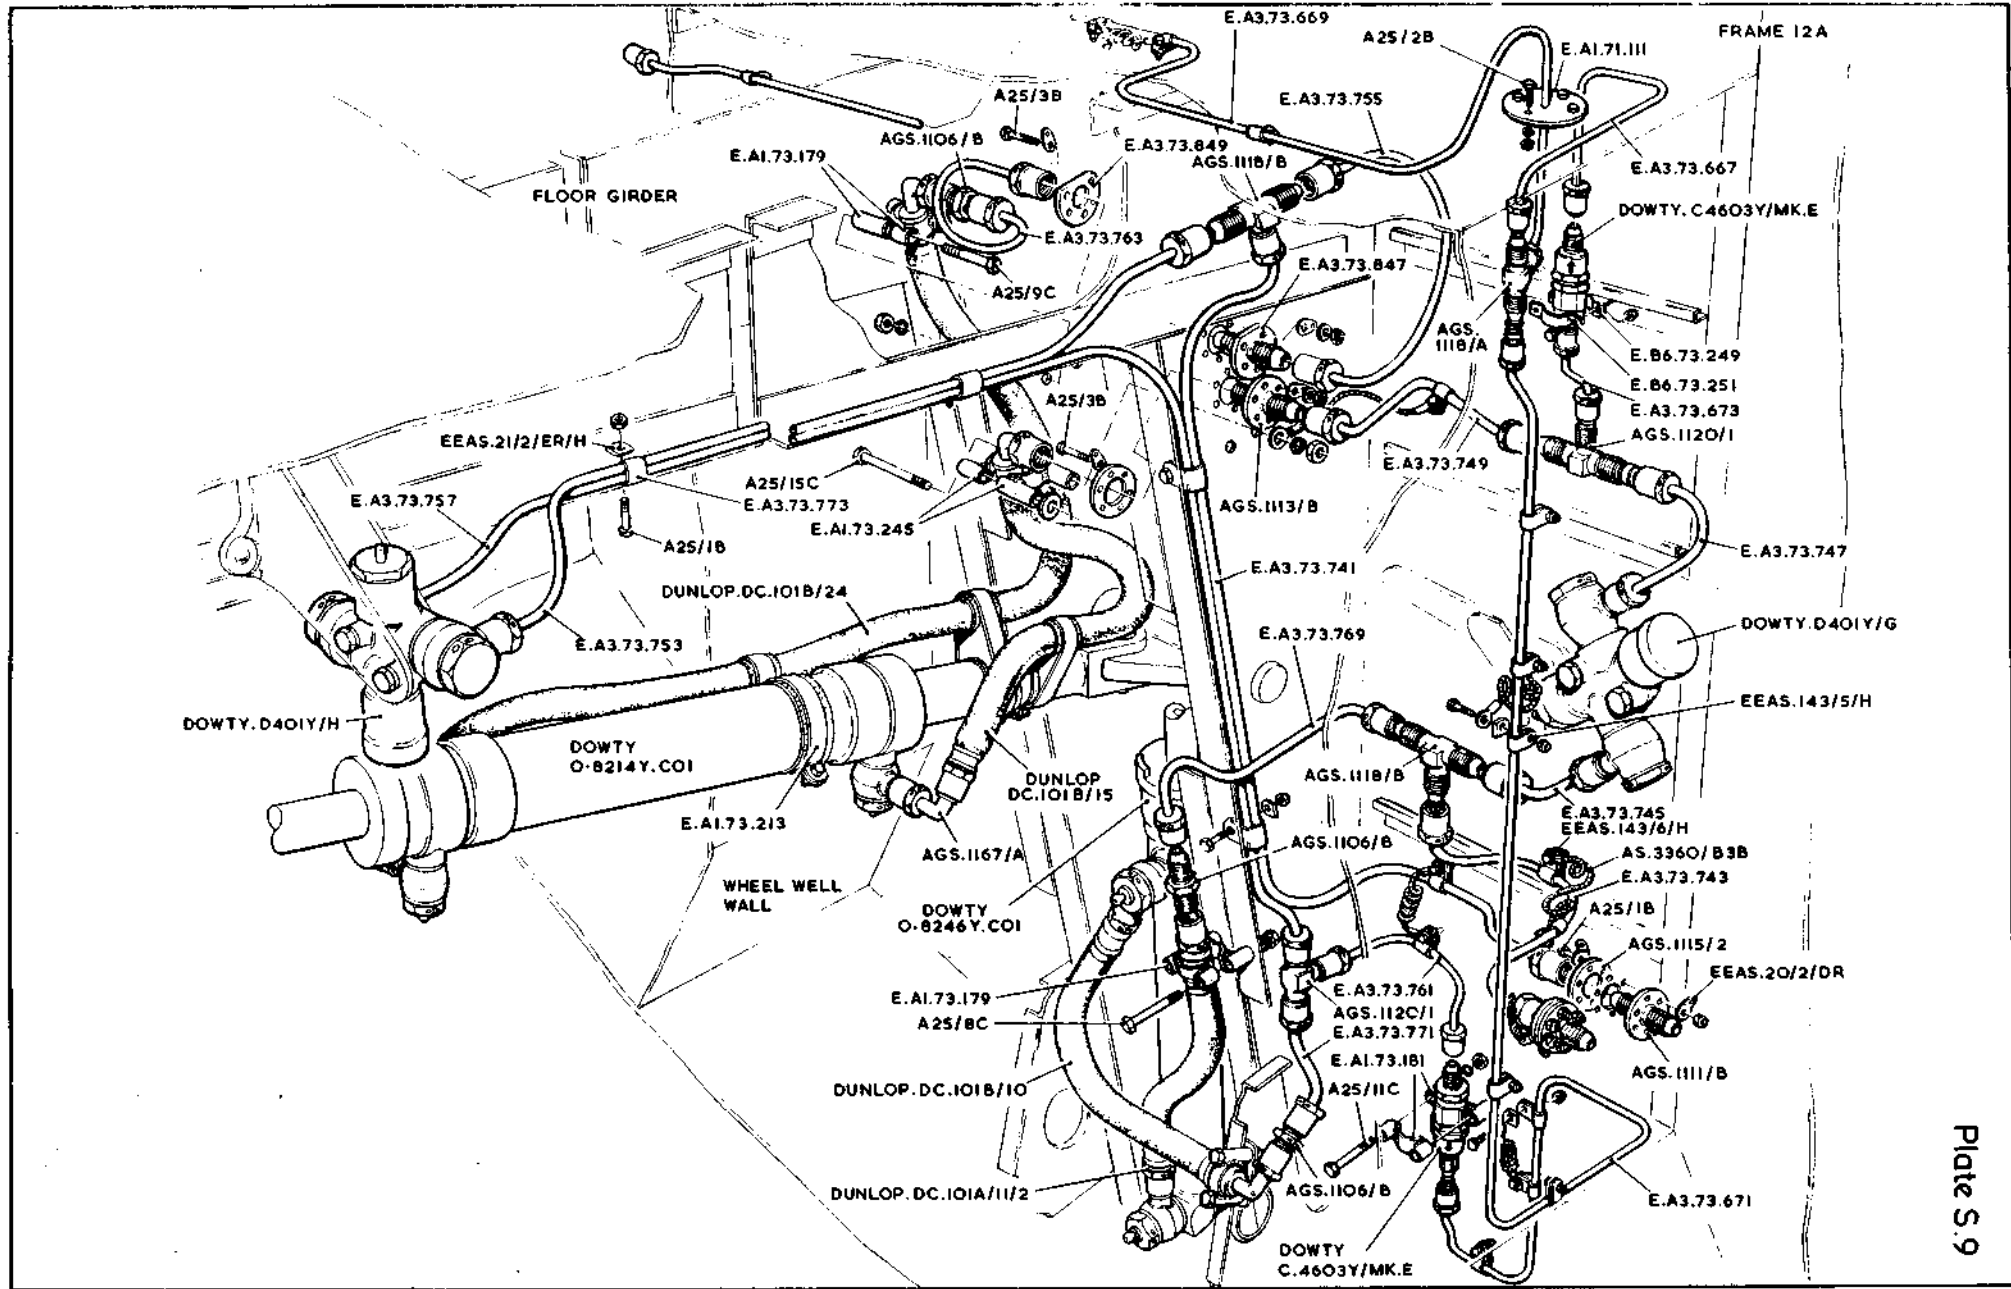 E.A3.73.669
A25/2B
FRAME 12A
E.A1.71.111
A25/3B
E.A3.73.755
AGS.1106/B
E.A3.73.849
AGS.1118/B
E.A1.73.179
E.A3.73.667
FLOOR GIRDER
DOWTY.C4603Y/MK.E
E.A3.73.763
E.A3.73.847
A25/9C
AGS.
1118/A
E.B6.73.249
E.B6.73.251
A25/3B
E.A3.73.673
EEAS.21/2/ER/H
AGS.1120/1
E.A3.73.749
A25/15C
E.A3.73.757
E.A3.73.773
AGS.1113/B
E.A1.73.245
A25/1B
E.A3.73.747
E.A3.73.741
DUNLOP.DC.101B/24
E.A3.73.769
DOWTY.D401Y/G
E.A3.73.753
EEAS.143/5/H
DOWTY.D401Y/H
DOWTY
O-8214Y.CO1
DUNLOP
DC.101B/15
AGS.1118/B
E.A3.73.745
E.A1.73.213
EEAS.143/6/H
AGS.1106/B
AGS.1167/A
AS.3360/B3B
E.A3.73.743
WHEEL WELL
WALL
DOWTY
O-8246Y.CO1
A25/1B
AGS.1115/2
EEAS.20/2/DR
E.A1.73.179
E.A3.73.761
A25/8C
AGS.1120/1
E.A3.73.771
E.A1.73.181
AGS.1111/B
DUNLOP.DC.101B/10
A25/11C
DUNLOP.DC.101A/11/2
AGS.1106/B
E.A3.73.671
DOWTY
C.4603Y/MK.E
Plate S.9